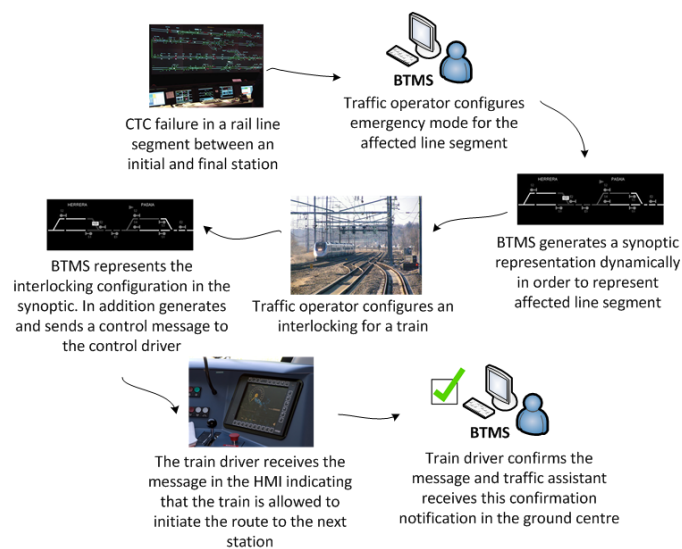 BTMS
CTC failure in a rail line
segment between an
initial and final station
Traffic operator configures
emergency mode for the
affected line segment
HERRERA
PASAIA
BTMS generates a synoptic
representation dynamically
in order to represent
affected line segment
Traffic operator configures an
interlocking for a train
HERRERA
PASAIA
BTMS represents the
interlocking configuration in the
synoptic. In addition generates
and sends a control message to
the control driver
The train driver receives the
message in the HMI indicating
that the train is allowed to
initiate the route to the next
station
BTMS
Train driver confirms the
message and traffic assistant
receives this confirmation
notification in the ground centre